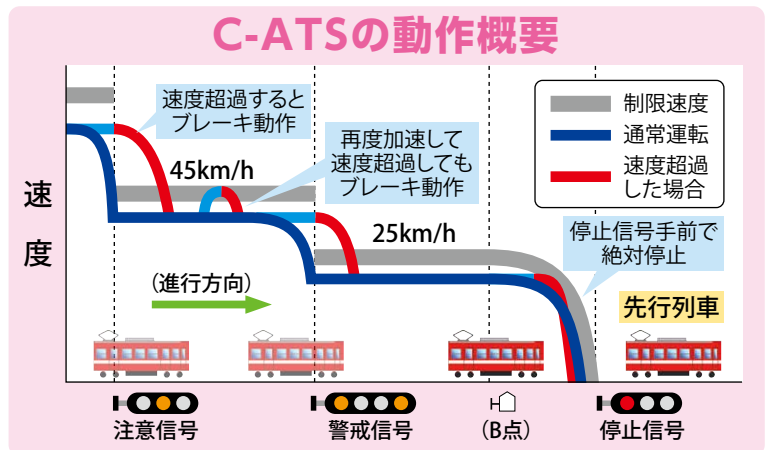 C-ATSの動作概要
速度超過すると
ブレーキ動作
再度加速して
速度超過しても
ブレーキ動作
制限速度
通常運転
速度超過
した場合
45km/h
25km/h
停止信号手前で
絶対停止
速
度
(進行方向)
先行列車
注意信号
警戒信号
(B点)
停止信号